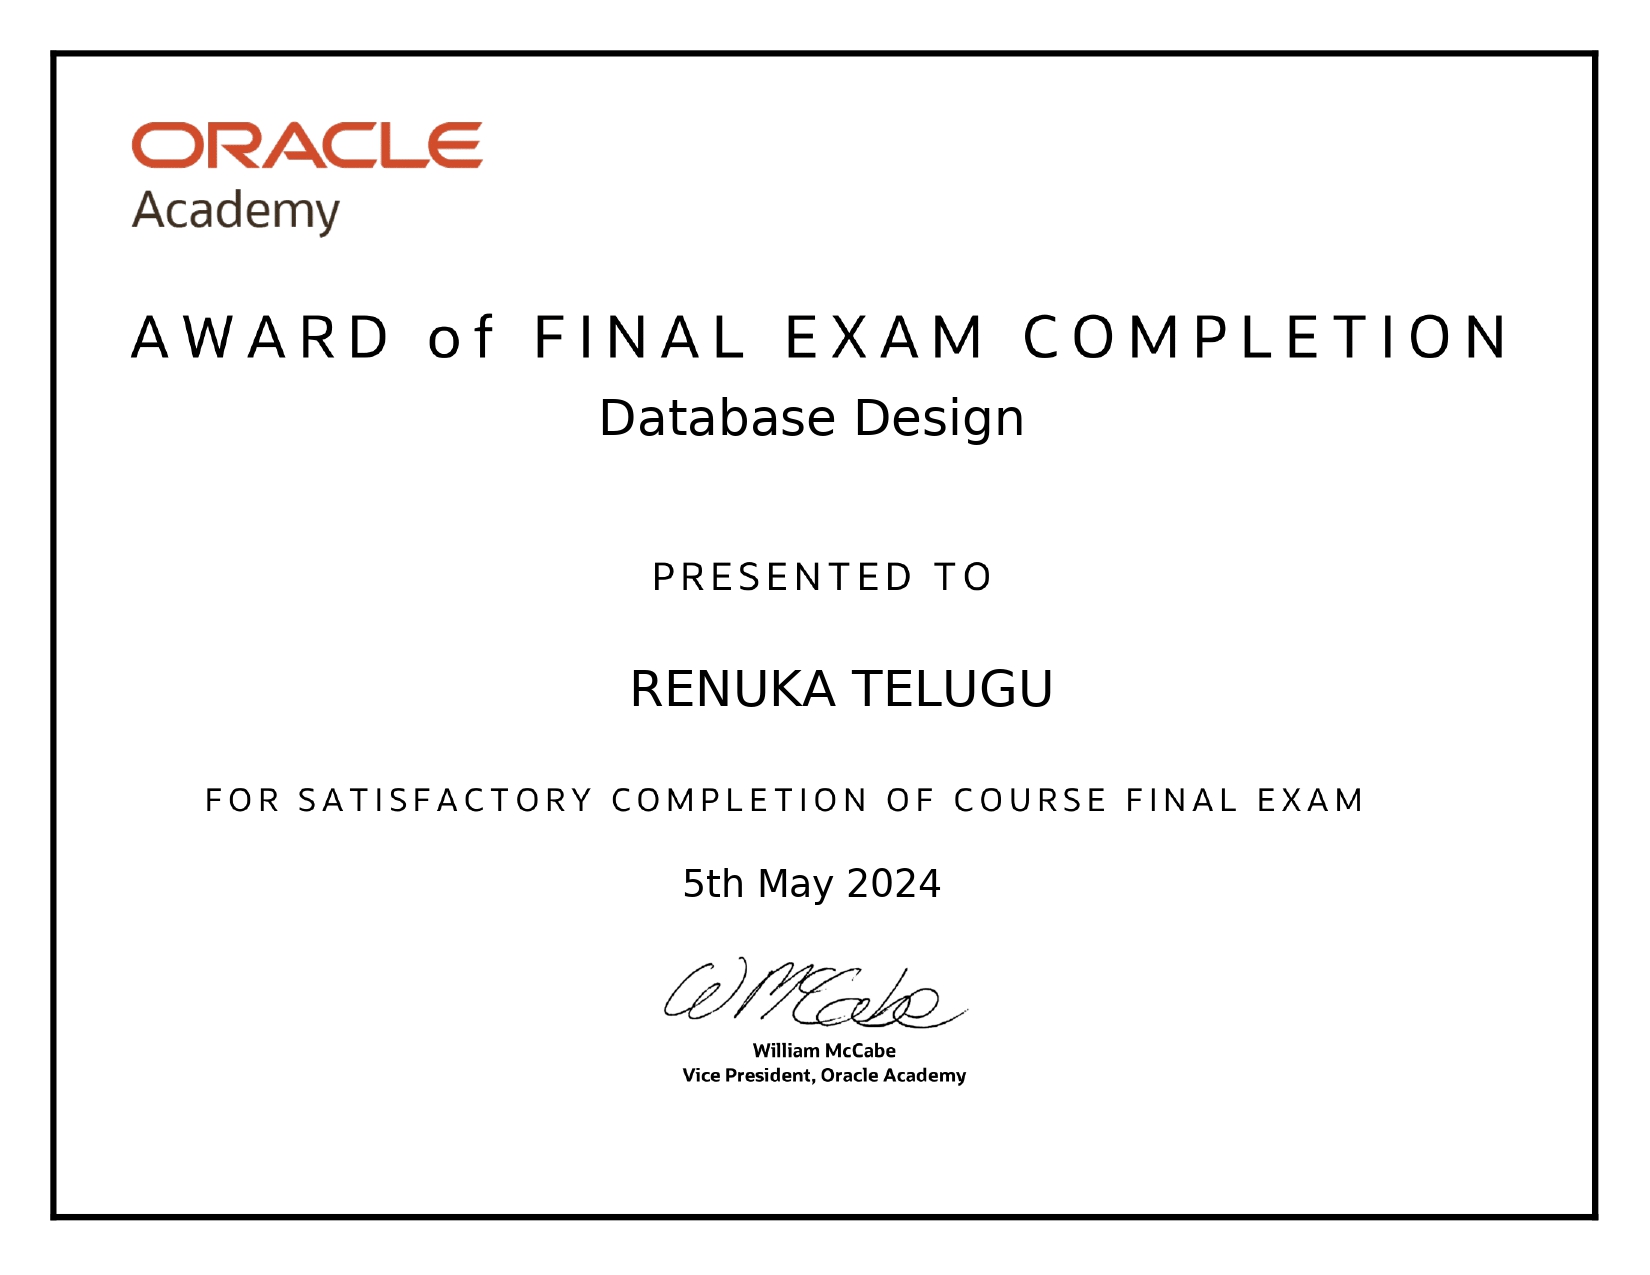 ORACLE
Academy
AWARD of FINAL EXAM COMPLETION
Database Design
PRESENTED TO
RENUKA TELUGU
FOR SATISFACTORY COMPLETION OF COURSE FINAL EXAM
5th May 2024
W McCabe
William McCabe
Vice President, Oracle Academy